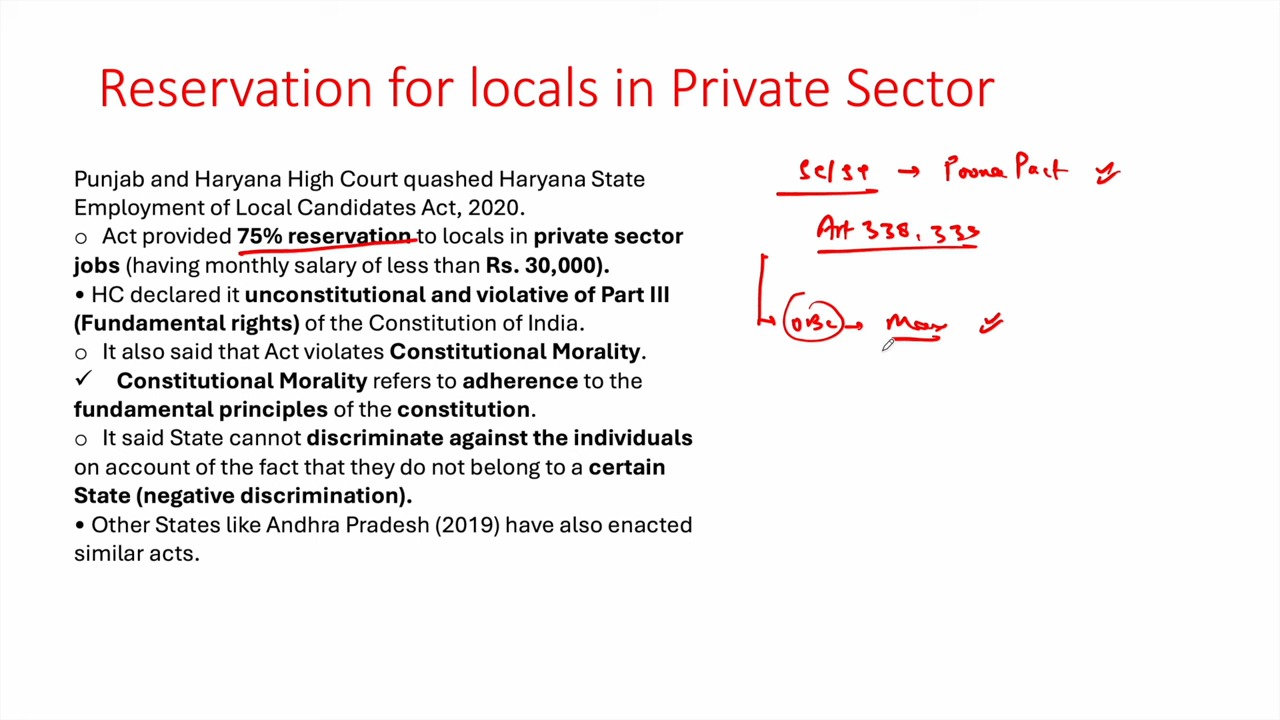 Reservation for locals in Private Sector
Punjab and Haryana High Court quashed Haryana State
Employment of Local Candidates Act, 2020.
o Act provided 75% reservation to locals in private sector
jobs (having monthly salary of less than Rs. 30,000).
• HC declared it unconstitutional and violative of Part III
(Fundamental rights) of the Constitution of India.
o It also said that Act violates Constitutional Morality.
✓ Constitutional Morality refers to adherence to the
fundamental principles of the constitution.
o It said State cannot discriminate against the individuals
on account of the fact that they do not belong to a certain
State (negative discrimination).
• Other States like Andhra Pradesh (2019) have also enacted
similar acts.
SC/ST → Poona Pact ✓
Art 338, 335
OBC →